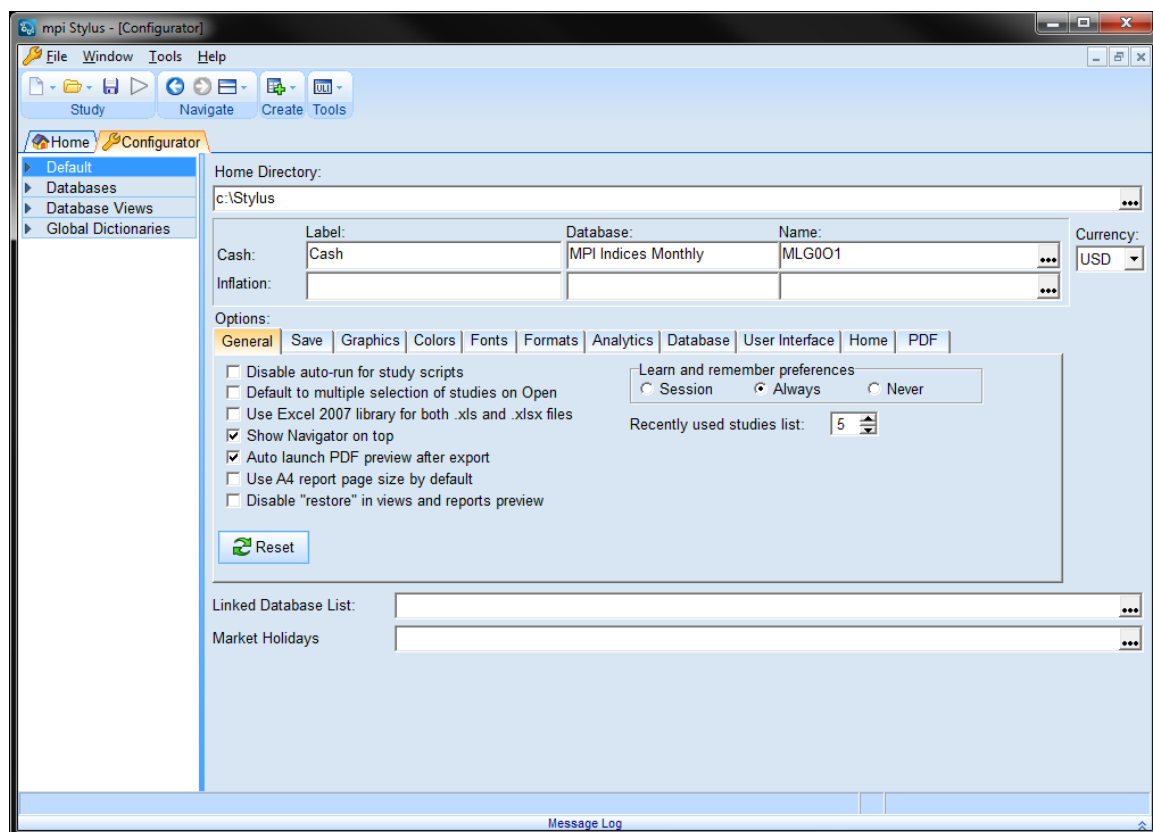 mpi Stylus - [Configurator]
File Window Tools Help
Study Navigate Create Tools
ULI
Home Configurator
Default
Databases
Database Views
Global Dictionaries
Home Directory:
c:\Stylus
...
Label: Database: Name: Currency:
Cash: Cash MPI Indices Monthly MLG0O1 ... USD
Inflation: ...
Options:
General Save Graphics Colors Fonts Formats Analytics Database User Interface Home PDF
Disable auto-run for study scripts
Default to multiple selection of studies on Open
Use Excel 2007 library for both .xls and .xlsx files
Show Navigator on top
Auto launch PDF preview after export
Use A4 report page size by default
Disable "restore" in views and reports preview
Learn and remember preferences
Session Always Never
Recently used studies list: 5
Reset
Linked Database List: ...
Market Holidays ...
Message Log